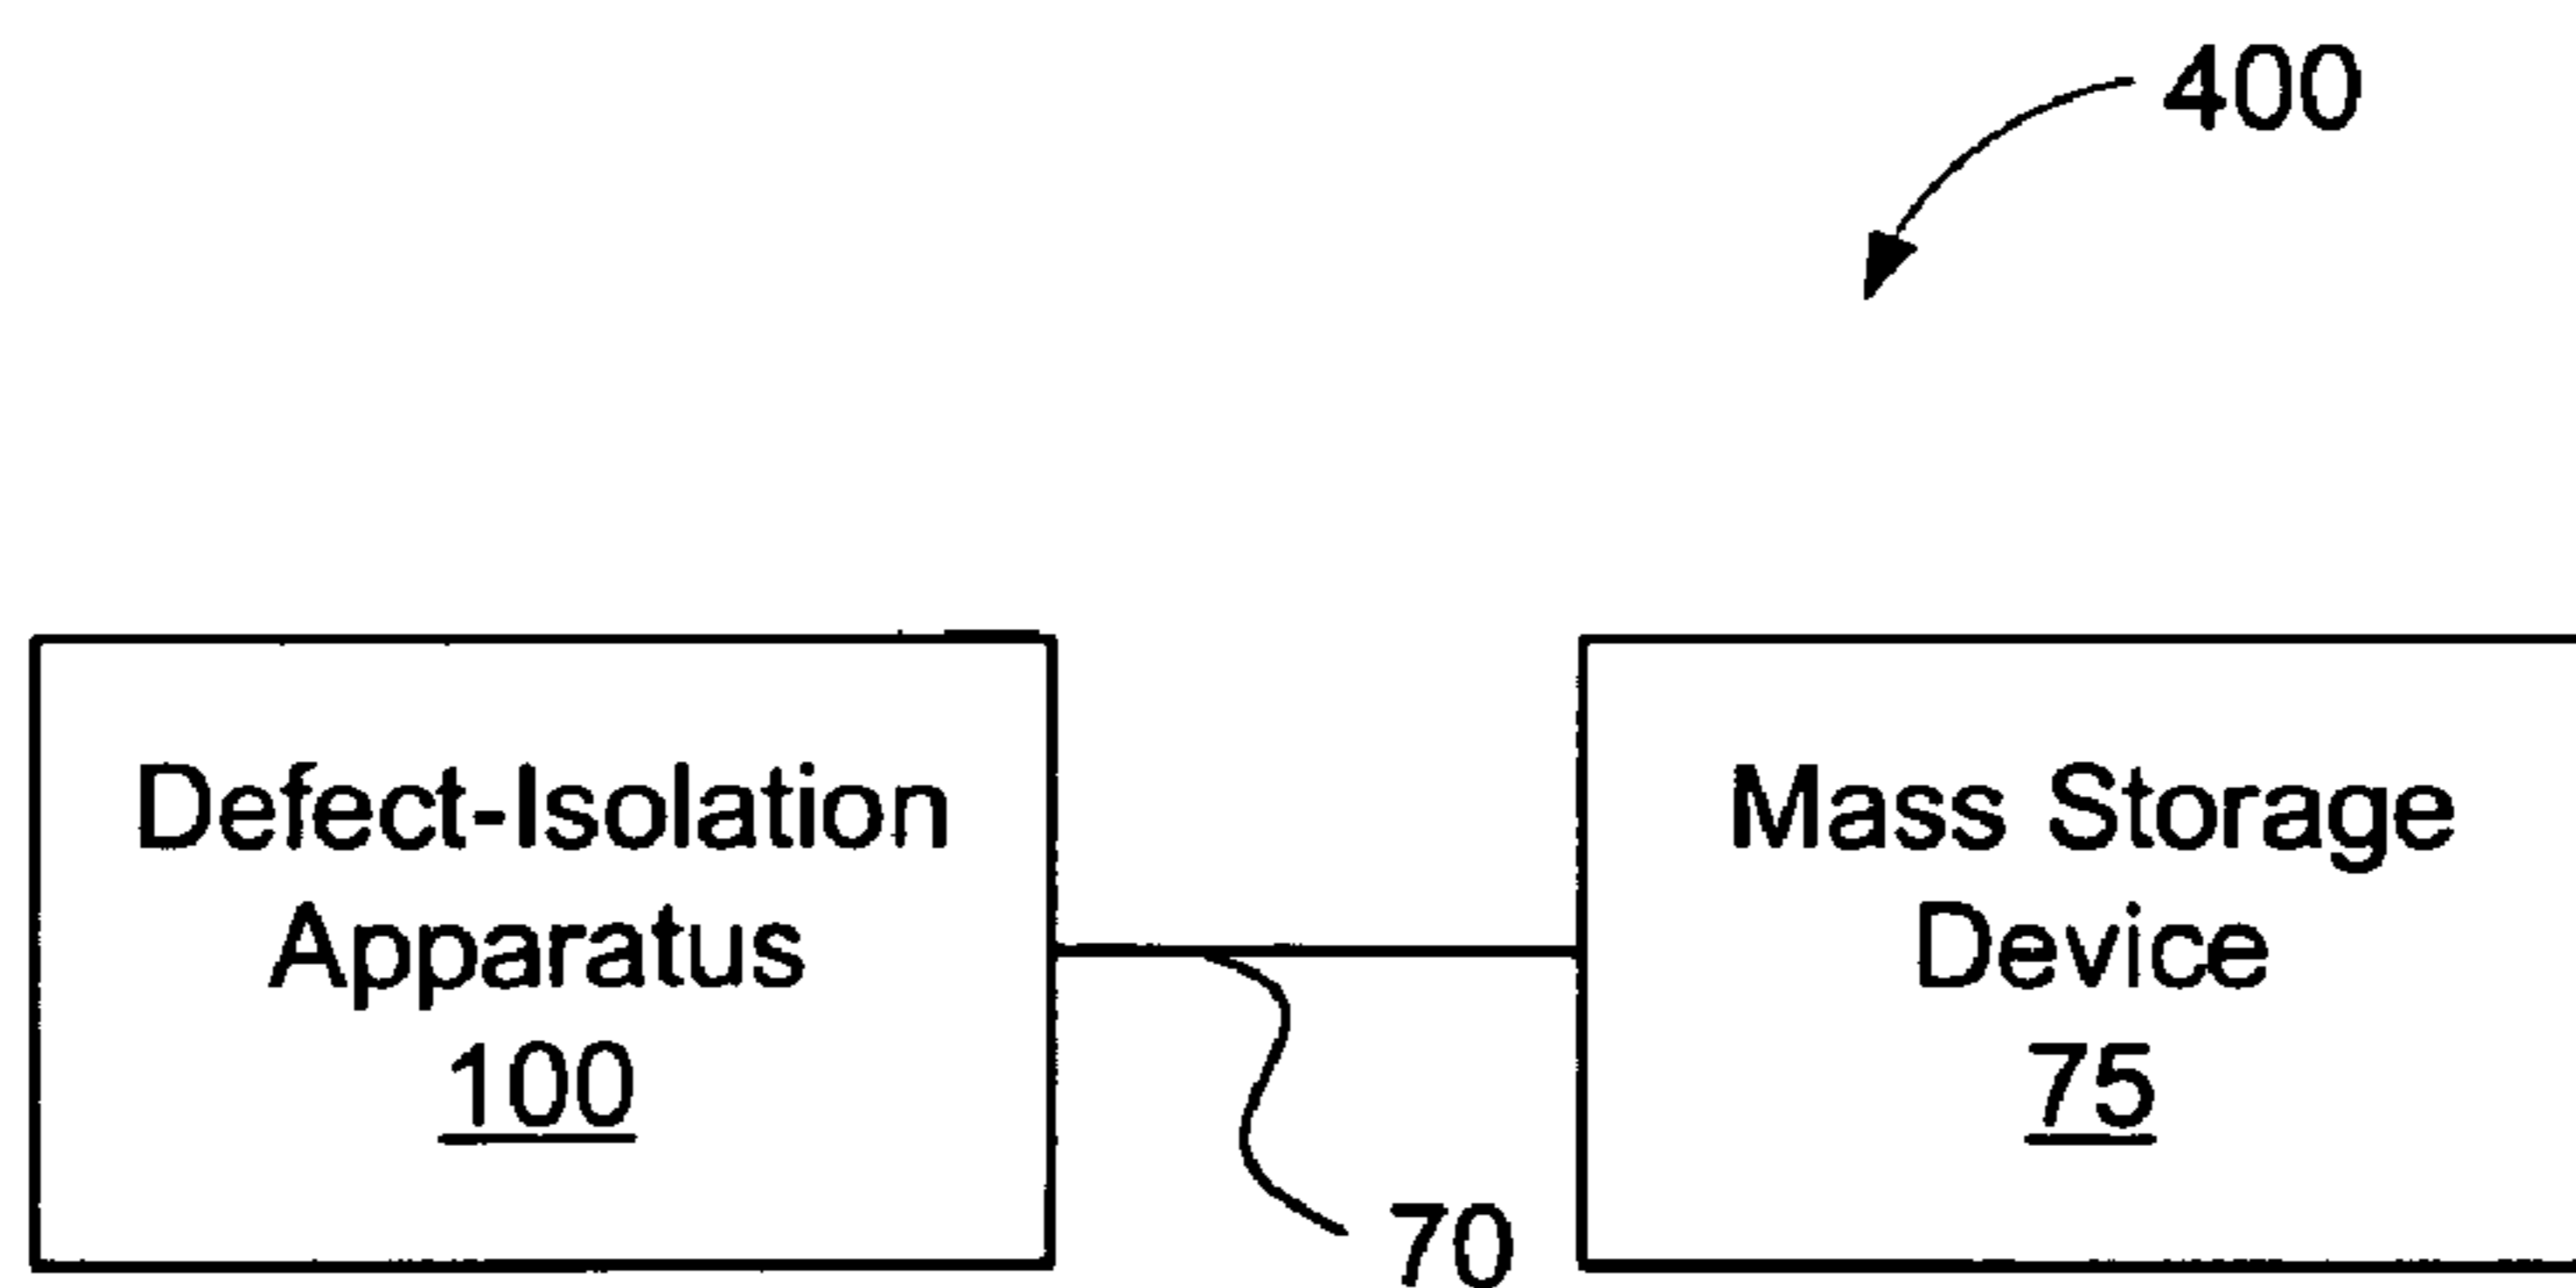 400
Defect-Isolation
Apparatus
100
Mass Storage
Device
75
70